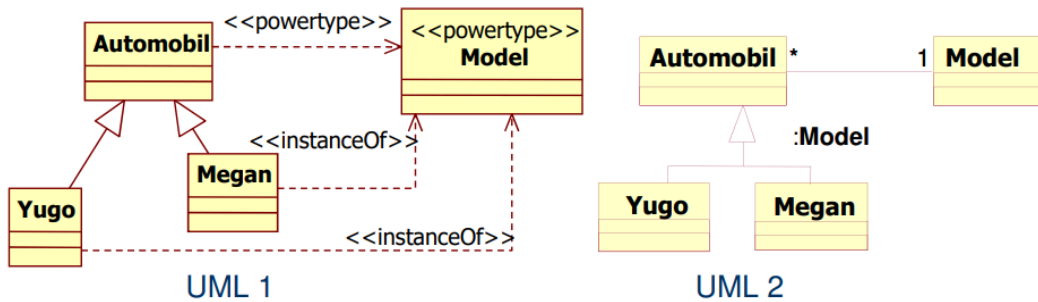 <<powertype>>
Automobil
<<powertype>>
Model
<<instanceOf>>
Megan
Yugo
<<instanceOf>>
UML 1
Automobil * 1 Model
:Model
Yugo Megan
UML 2